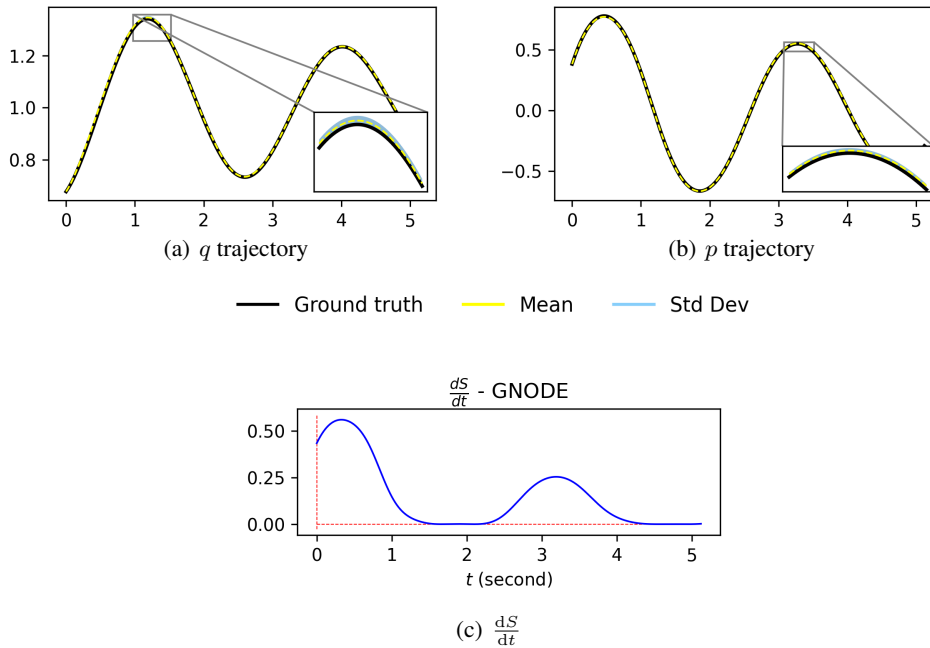 1.2
1.0
0.8
0 1 2 3 4 5
(a) q trajectory
0.5
0.0
−0.5
0 1 2 3 4 5
(b) p trajectory
Ground truth Mean Std Dev
dS/dt - GNODE
0.50
0.25
0.00
0 1 2 3 4 5
t (second)
(c) dS/dt